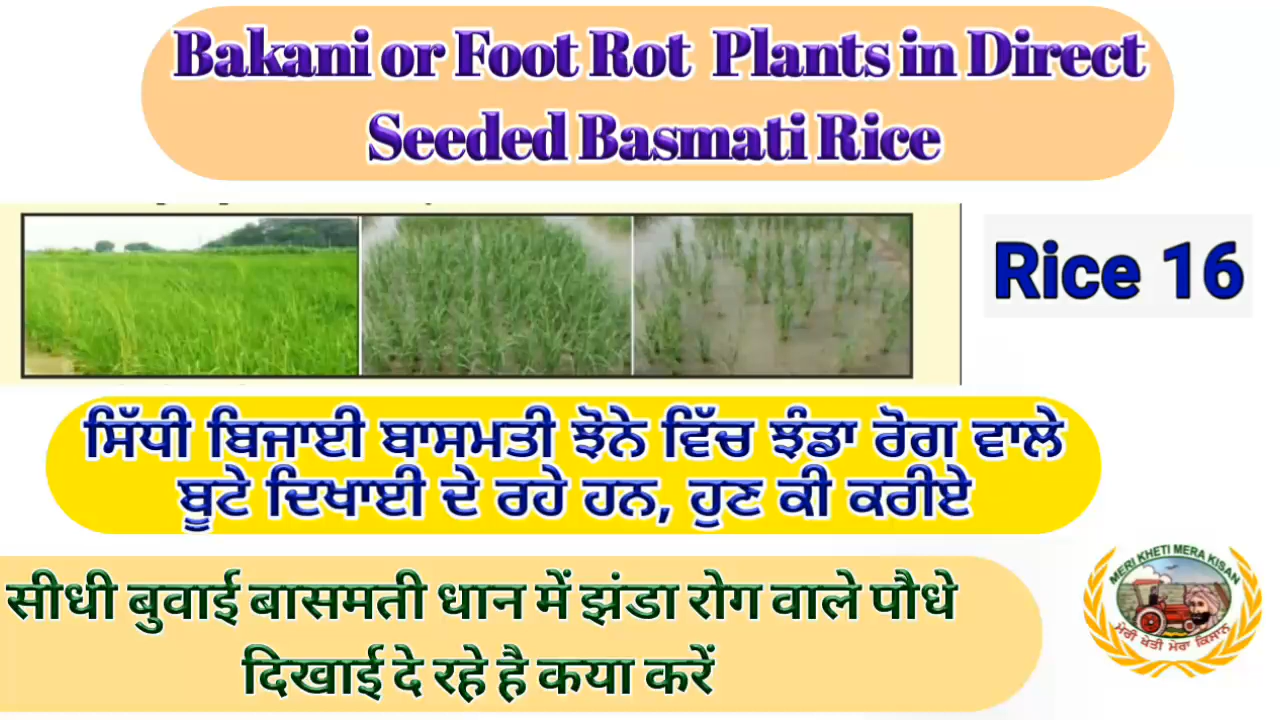 Bakani or Foot Rot Plants in Direct
Seeded Basmati Rice
Rice 16
ਸਿੱਧੀ ਬਿਜਾਈ ਬਾਸਮਤੀ ਝੋਨੇ ਵਿੱਚ ਝੰਡਾ ਰੋਗ ਵਾਲੇ
ਬੂਟੇ ਦਿਖਾਈ ਦੇ ਰਹੇ ਹਨ, ਹੁਣ ਕੀ ਕਰੀਏ
सीधी बुवाई बासमती धान में झंडा रोग वाले पौधे
दिखाई दे रहे है कया करें
MERI KHETI MERA KISAN
ਮੇਰੀ ਖੇਤੀ ਮੇਰਾ ਕਿਸਾਨ